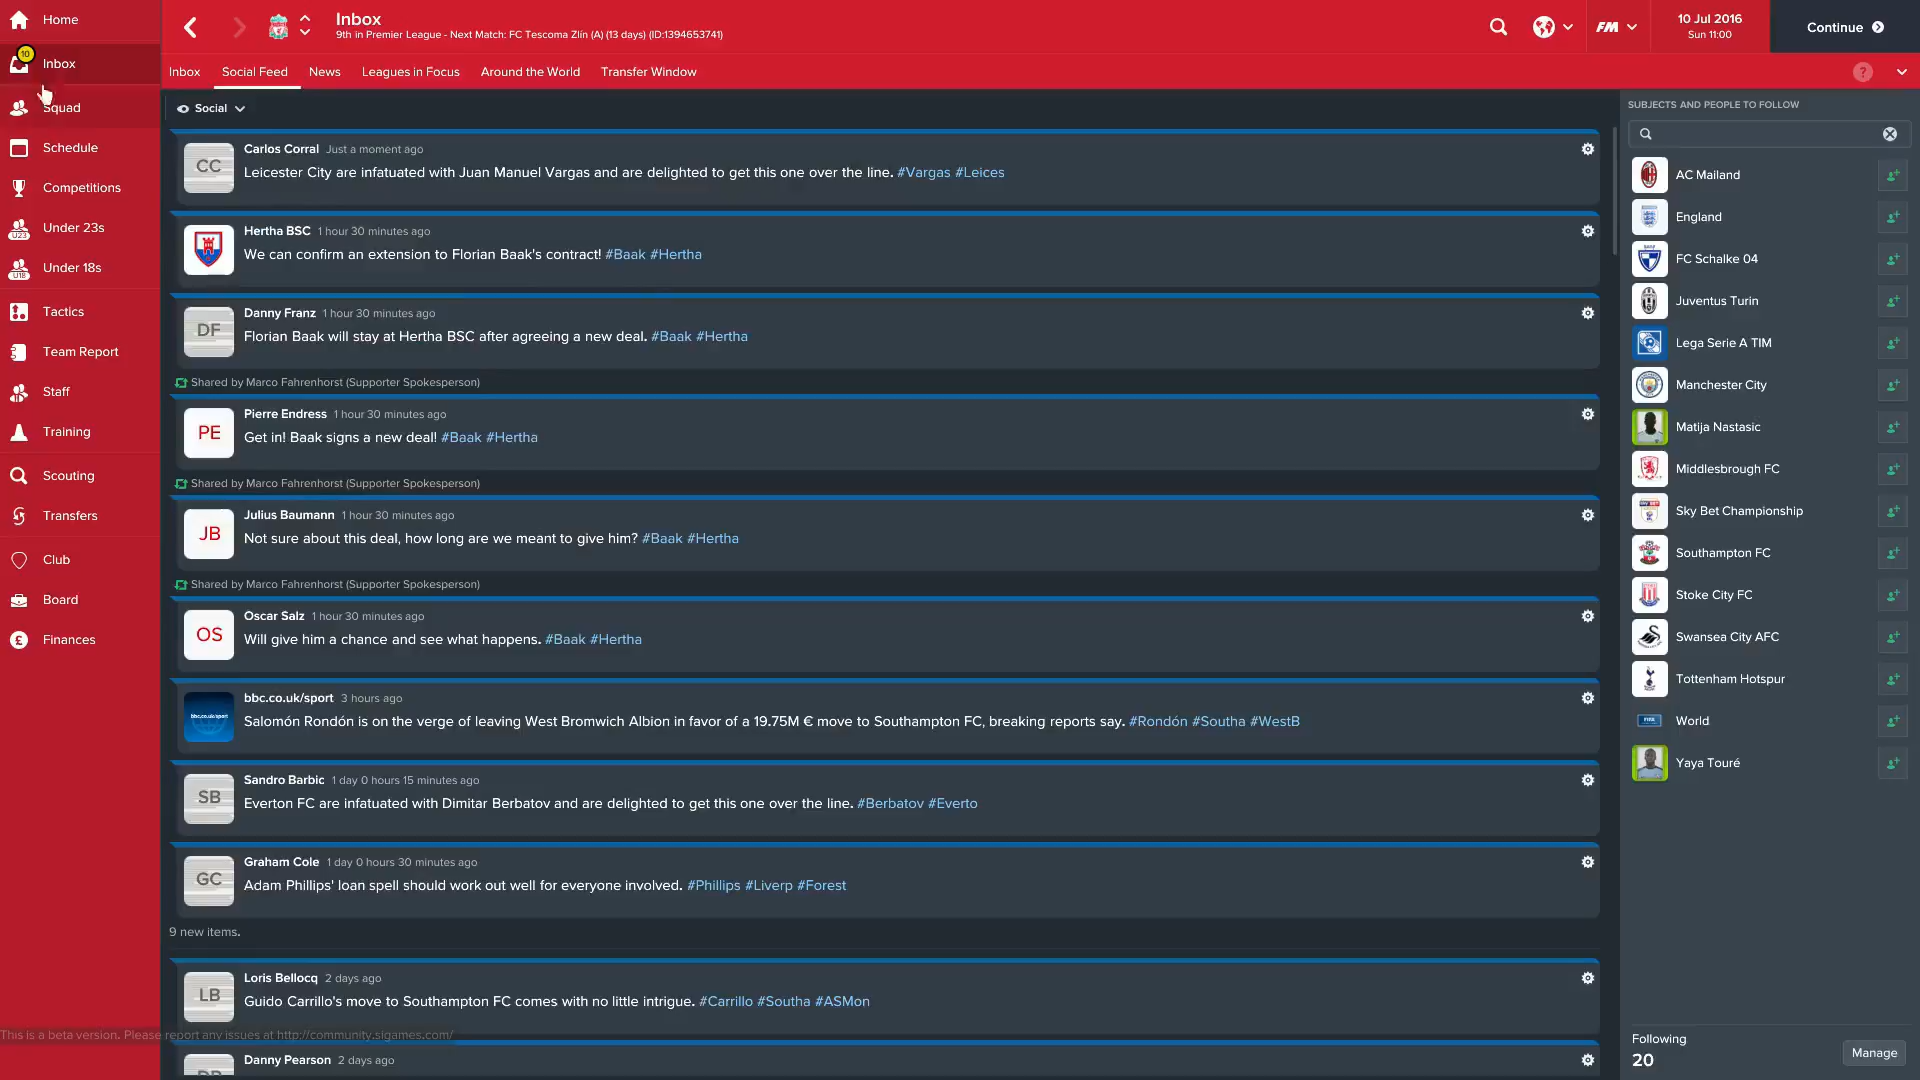 Home
10
Inbox
Squad
Schedule
Competitions
U23
Under 23s
U18
Under 18s
Tactics
Team Report
Staff
Training
Scouting
Transfers
Club
Board
£
Finances
Inbox
9th in Premier League - Next Match: FC Tescoma Zlín (A) (13 days) (ID:1394653741)
FM
10 Jul 2016
Sun 11:00
Continue
Inbox
Social Feed
News
Leagues in Focus
Around the World
Transfer Window
?
Social
CC
Carlos Corral Just a moment ago
Leicester City are infatuated with Juan Manuel Vargas and are delighted to get this one over the line. #Vargas #Leices
Hertha BSC 1 hour 30 minutes ago
We can confirm an extension to Florian Baak's contract! #Baak #Hertha
DF
Danny Franz 1 hour 30 minutes ago
Florian Baak will stay at Hertha BSC after agreeing a new deal. #Baak #Hertha
Shared by Marco Fahrenhorst (Supporter Spokesperson)
PE
Pierre Endress 1 hour 30 minutes ago
Get in! Baak signs a new deal! #Baak #Hertha
Shared by Marco Fahrenhorst (Supporter Spokesperson)
JB
Julius Baumann 1 hour 30 minutes ago
Not sure about this deal, how long are we meant to give him? #Baak #Hertha
Shared by Marco Fahrenhorst (Supporter Spokesperson)
OS
Oscar Salz 1 hour 30 minutes ago
Will give him a chance and see what happens. #Baak #Hertha
bbc.co.uk/sport
bbc.co.uk/sport 3 hours ago
Salomón Rondón is on the verge of leaving West Bromwich Albion in favor of a 19.75M € move to Southampton FC, breaking reports say. #Rondón #Southa #WestB
SB
Sandro Barbic 1 day 0 hours 15 minutes ago
Everton FC are infatuated with Dimitar Berbatov and are delighted to get this one over the line. #Berbatov #Everto
GC
Graham Cole 1 day 0 hours 30 minutes ago
Adam Phillips' loan spell should work out well for everyone involved. #Phillips #Liverp #Forest
9 new items.
LB
Loris Bellocq 2 days ago
Guido Carrillo's move to Southampton FC comes with no little intrigue. #Carrillo #Southa #ASMon
This is a beta version. Please report any issues at http://community.sigames.com/
Danny Pearson 2 days ago
SUBJECTS AND PEOPLE TO FOLLOW
AC Mailand
England
FC Schalke 04
Juventus Turin
Lega Serie A TIM
Manchester City
Matija Nastasic
Middlesbrough FC
Sky Bet Championship
Southampton FC
Stoke City FC
Swansea City AFC
Tottenham Hotspur
FIFA
World
Yaya Touré
Following
20
Manage